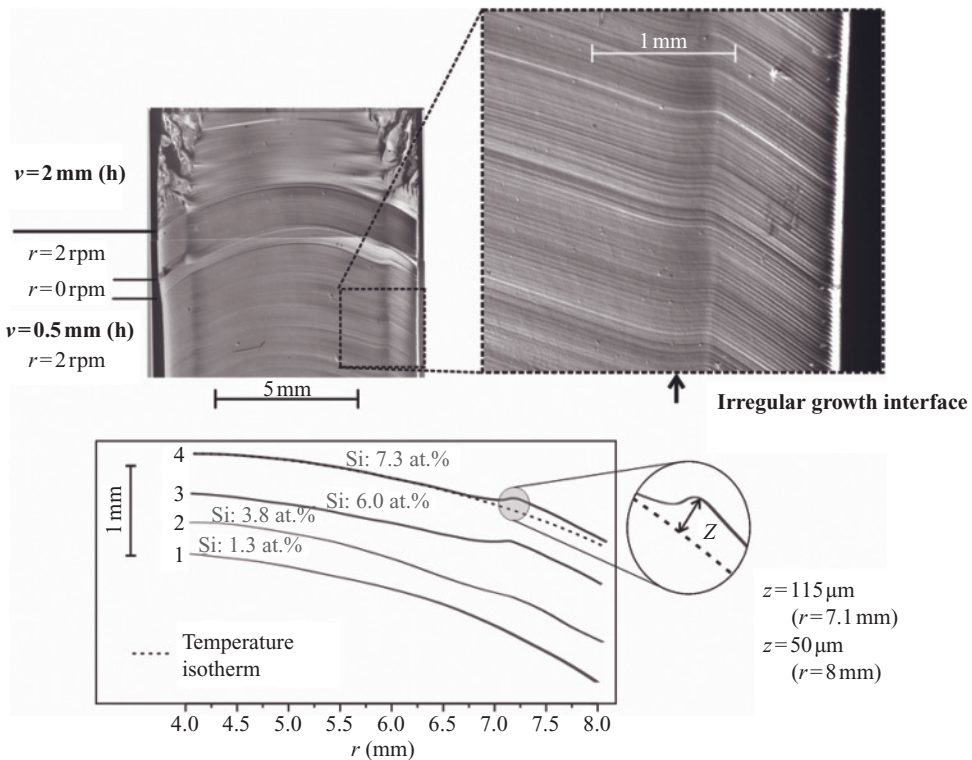 1 mm
v = 2 mm (h)
r = 2 rpm
r = 0 rpm
v = 0.5 mm (h)
r = 2 rpm
5 mm
Irregular growth interface
4
Si: 7.3 at.%
3
Si: 6.0 at.%
2
Si: 3.8 at.%
1
Si: 1.3 at.%
1 mm
Z
Temperature
isotherm
z = 115 μm
(r = 7.1 mm)
z = 50 μm
(r = 8 mm)
4.0 4.5 5.0 5.5 6.0 6.5 7.0 7.5 8.0
r (mm)